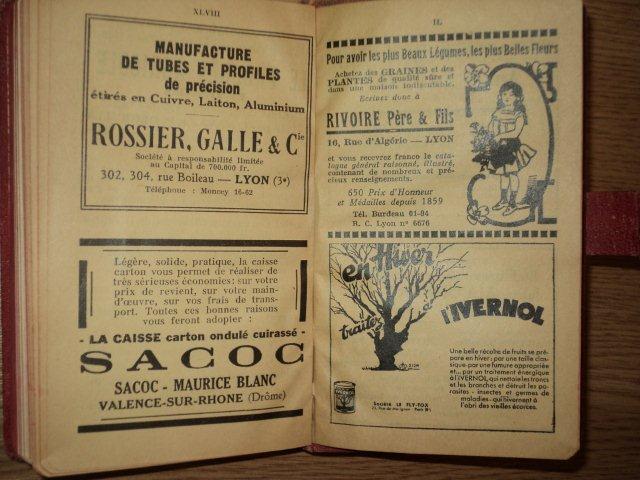 XLVIII
MANUFACTURE
DE TUBES ET PROFILES
de précision
étirés en Cuivre, Laiton, Aluminium
ROSSIER, GALLE & Cie
Société à responsabilité limitée
au Capital de 700.000 fr.
302, 304, rue Boileau — LYON (3e)
Téléphone : Moncey 16-62
Légère, solide, pratique, la caisse
carton vous permet de réaliser de
très sérieuses économies: sur votre
prix de revient, sur votre main-
d'œuvre, sur vos frais de trans-
port. Toutes ces bonnes raisons
vous feront adopter :
- LA CAISSE carton ondulé cuirassé -
SACOC
SACOC - MAURICE BLANC
VALENCE-SUR-RHONE (Drôme)
IL
Pour avoir les plus Beaux Légumes, les plus Belles Fleurs
Achetez des GRAINES et des
PLANTES de qualité sûre et
dans une maison indiscutable.
Ecrivez donc à
RIVOIRE Père & Fils
16, Rue d'Algérie — LYON
et vous recevrez franco le cata-
logue général raisonné, illustré,
contenant de nombreux et pré-
cieux renseignements.
650 Prix d'Honneur
et Médailles depuis 1859
Tél. Burdeau 01-84
R. C. Lyon n° 6676
en Hiver
traitez à
l'IVERNOL
Une belle récolte de fruits se pré-
pare en hiver : par une taille clas-
sique - par une fumure appropriée
et... par un traitement énergique
à l'IVERNOL, qui nettoie les troncs
et les branches et détruit les pa-
rasites - insectes et germes de
maladies - qui hivernent à
l'abri des vieilles écorces.
SOCIÉTÉ LE FLY-TOX